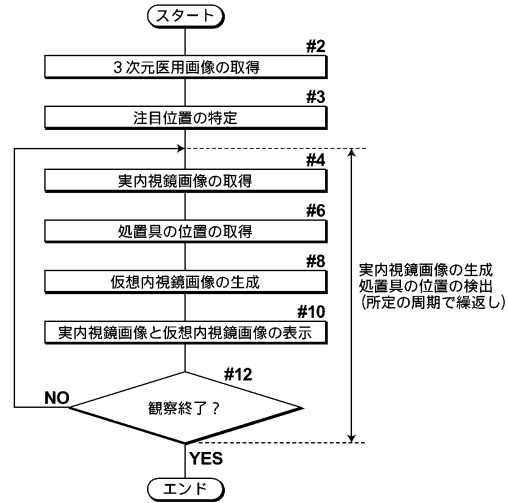 スタート
#2
3次元医用画像の取得
#3
注目位置の特定
#4
実内視鏡画像の取得
#6
処置具の位置の取得
#8
仮想内視鏡画像の生成
#10
実内視鏡画像と仮想内視鏡画像の表示
#12
観察終了?
NO
YES
エンド
実内視鏡画像の生成
処置具の位置の検出
(所定の周期で繰返し)